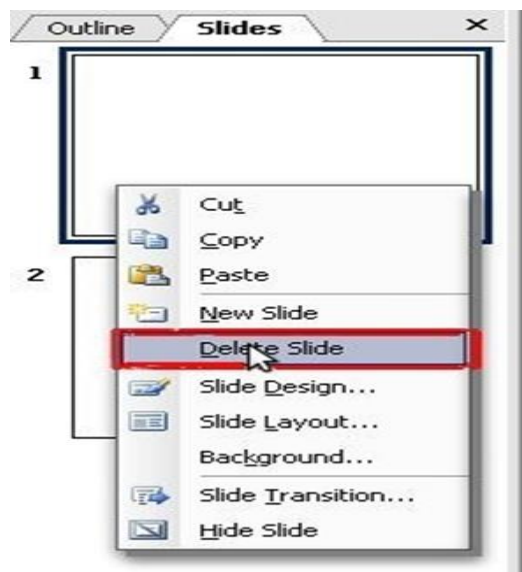 Outline Slides
1
Cut
Copy
2
Paste
New Slide
Delete Slide
Slide Design...
Slide Layout...
Background...
Slide Transition...
Hide Slide